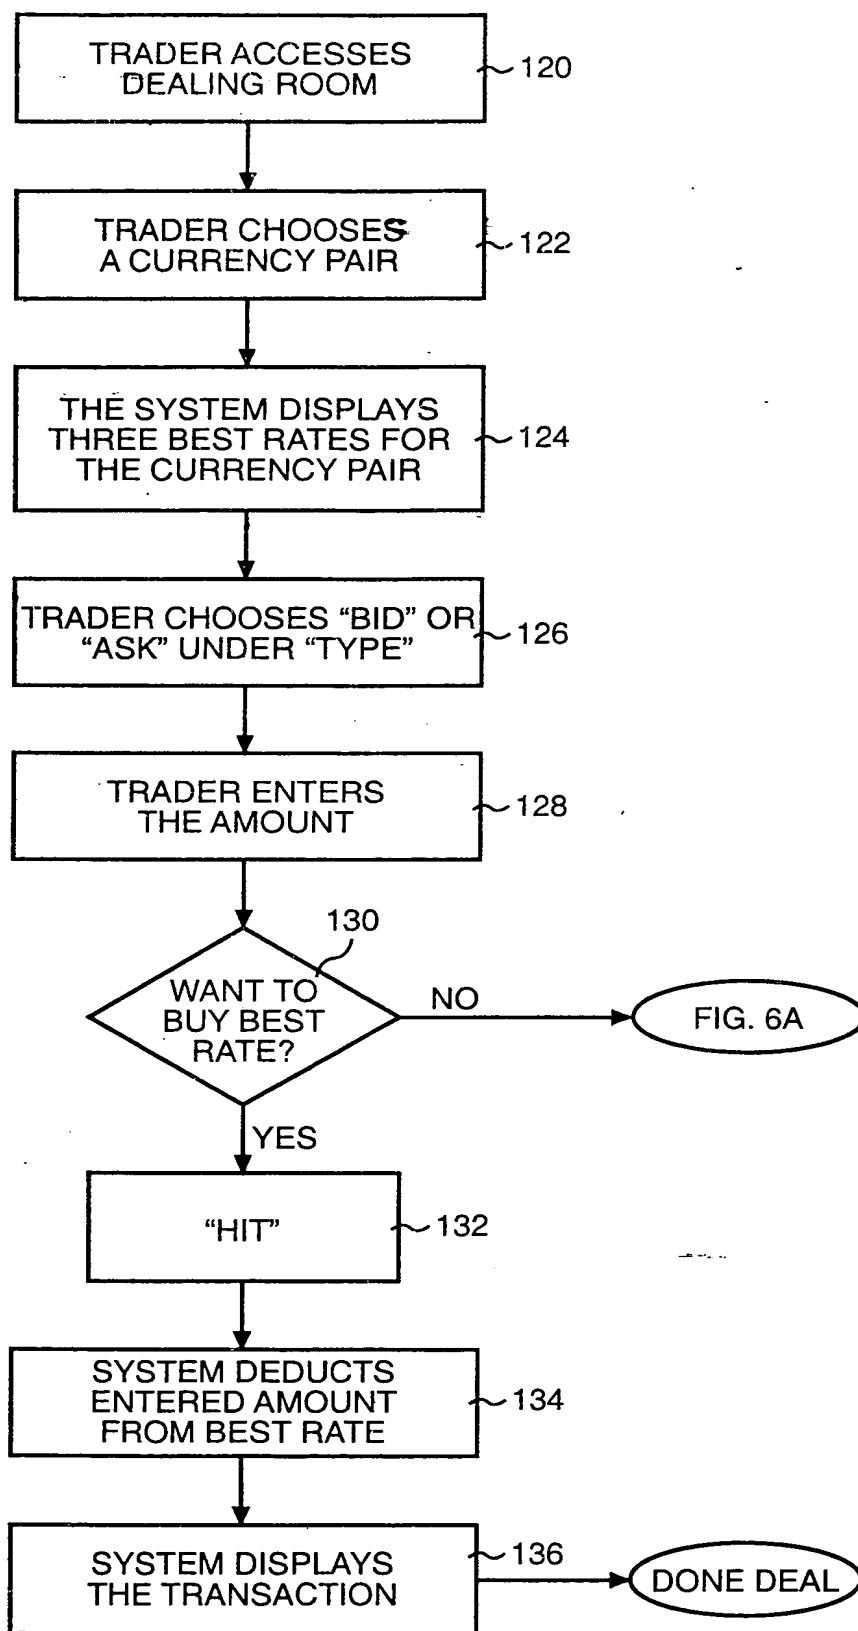 TRADER ACCESSES
DEALING ROOM
120
TRADER CHOOSES
A CURRENCY PAIR
122
THE SYSTEM DISPLAYS
THREE BEST RATES FOR
THE CURRENCY PAIR
124
TRADER CHOOSES “BID” OR
“ASK” UNDER “TYPE”
126
TRADER ENTERS
THE AMOUNT
128
130
WANT TO
BUY BEST
RATE?
NO
FIG. 6A
YES
“HIT”
132
SYSTEM DEDUCTS
ENTERED AMOUNT
FROM BEST RATE
134
SYSTEM DISPLAYS
THE TRANSACTION
136
DONE DEAL